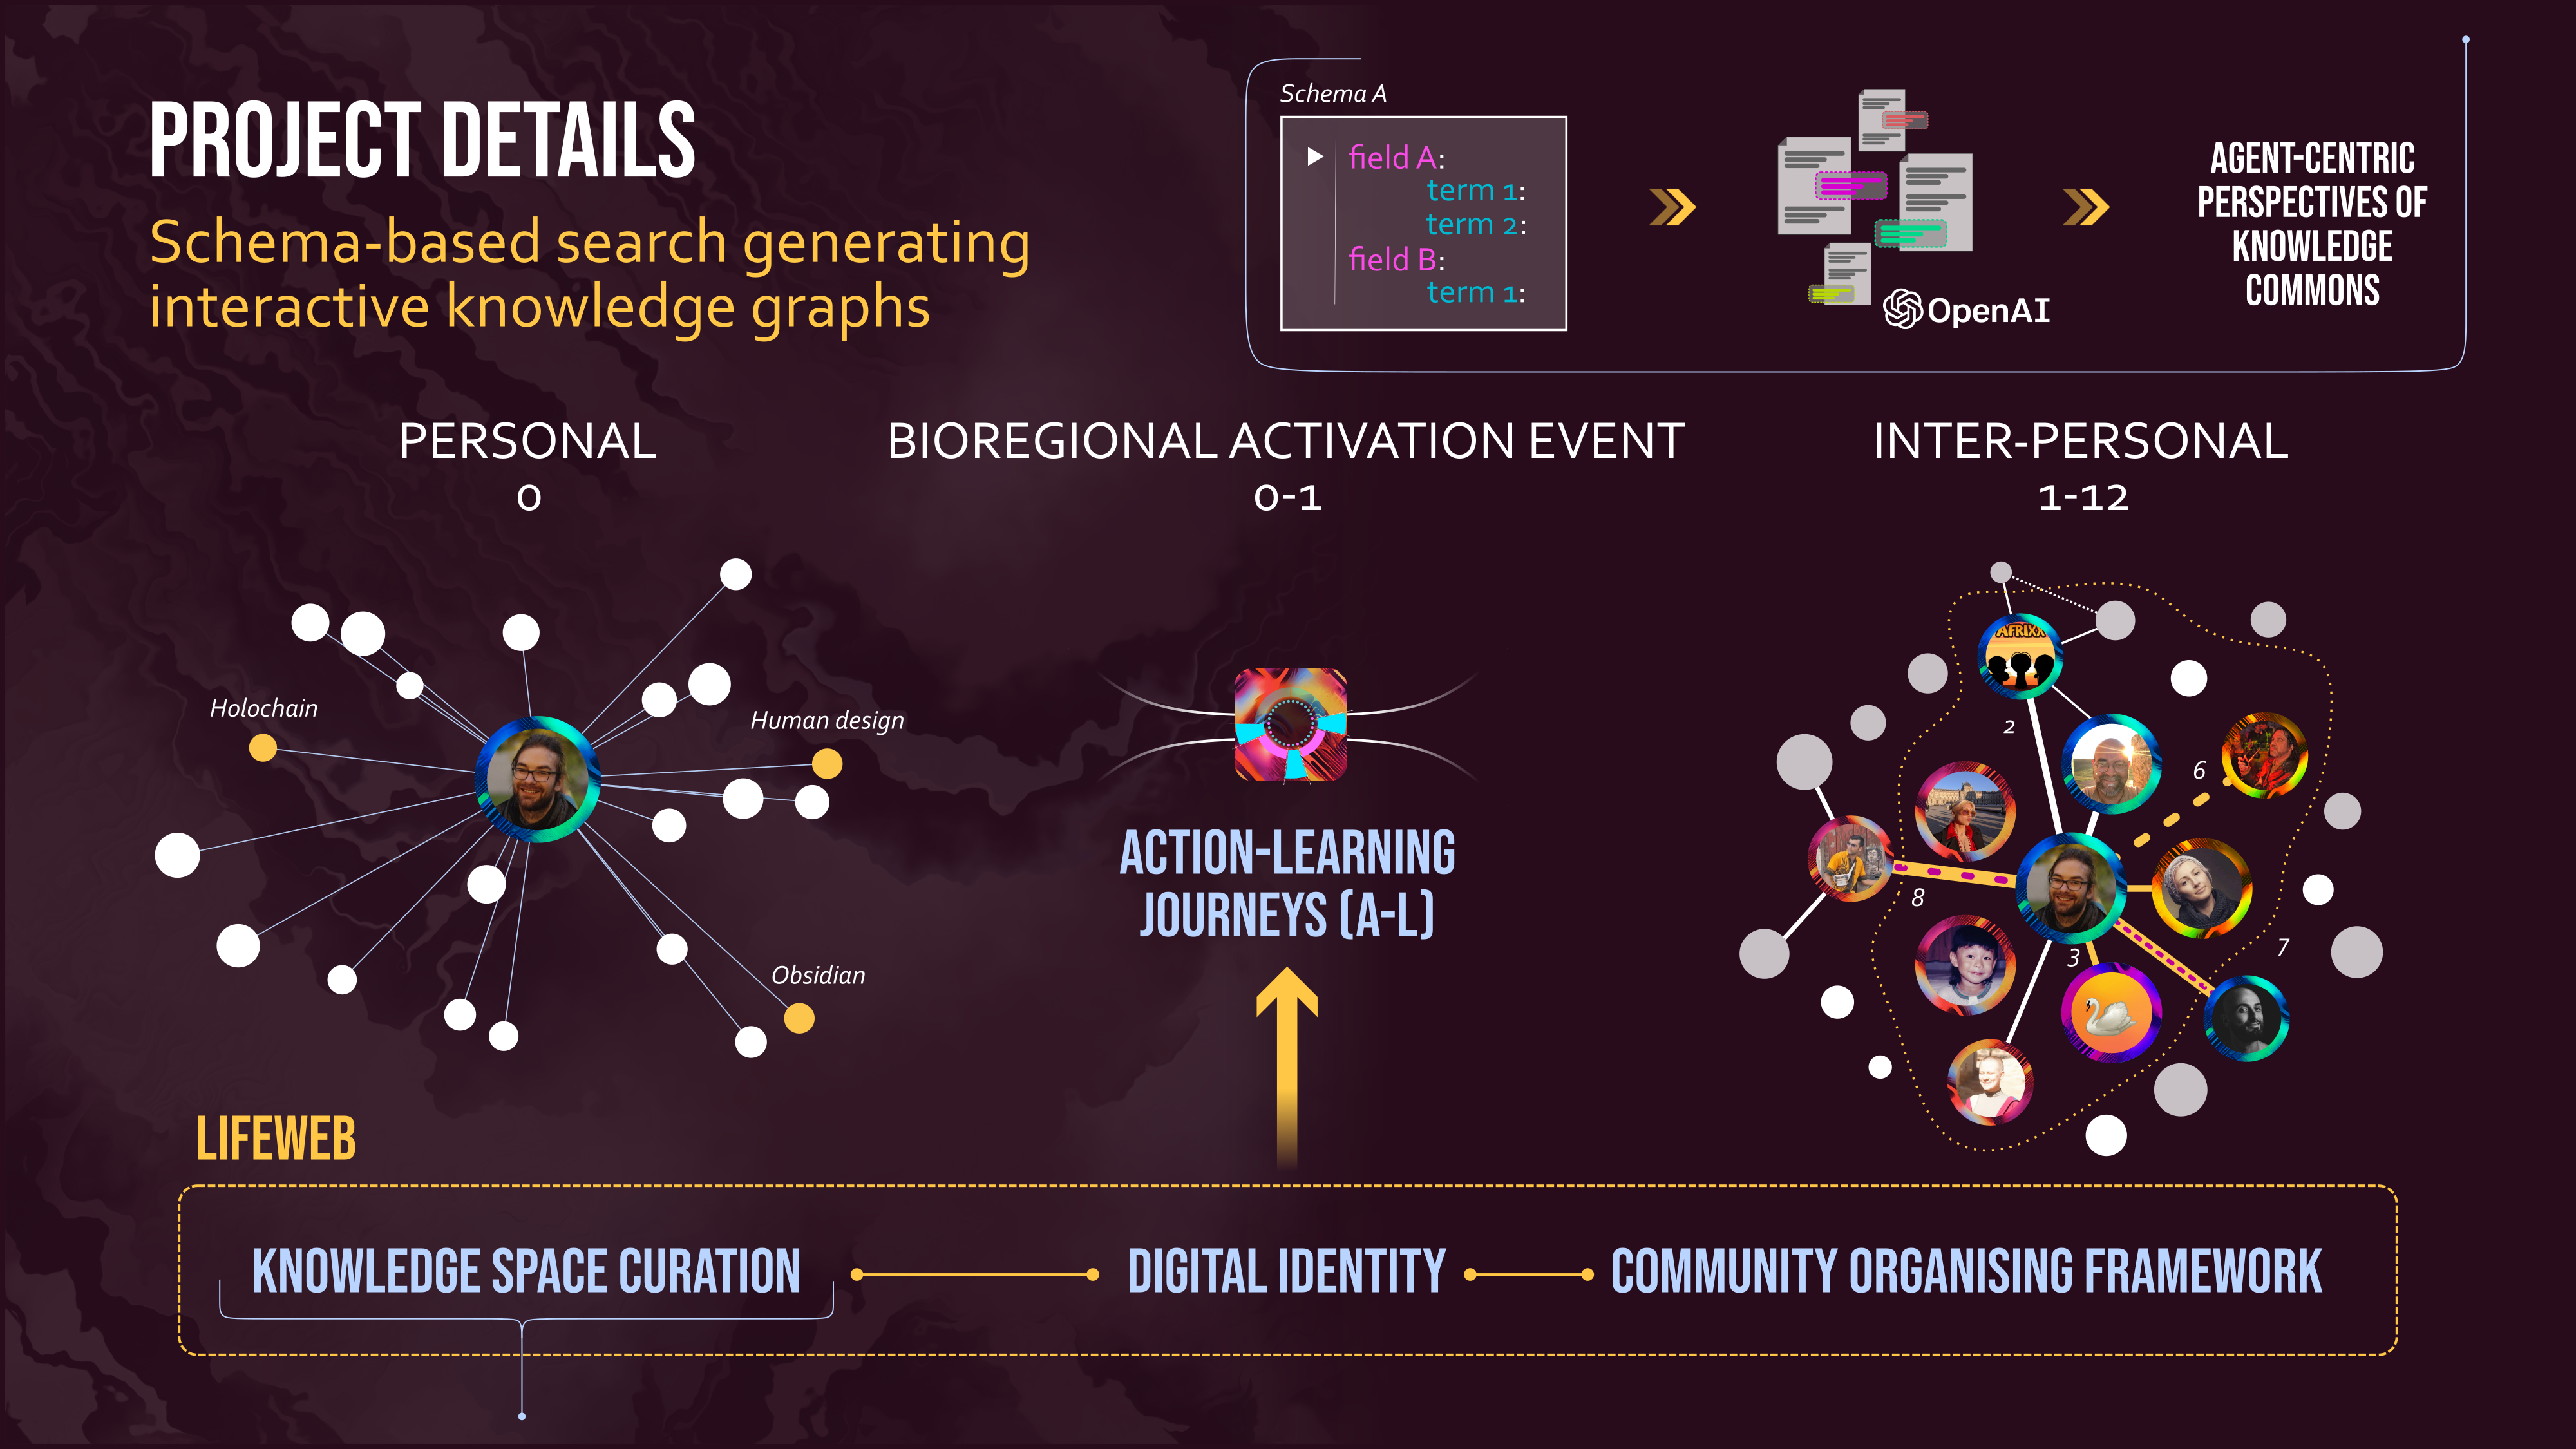 PROJECT DETAILS
Schema-based search generating
interactive knowledge graphs
Schema A
field A:
term 1:
term 2:
field B:
term 1:
OpenAI
AGENT-CENTRIC
PERSPECTIVES OF
KNOWLEDGE
COMMONS
PERSONAL
0
BIOREGIONAL ACTIVATION EVENT
0-1
INTER-PERSONAL
1-12
Holochain
Human design
Obsidian
ACTION-LEARNING
JOURNEYS (A-L)
AFRIXX
2
6
8
3
7
LIFEWEB
KNOWLEDGE SPACE CURATION
DIGITAL IDENTITY
COMMUNITY ORGANISING FRAMEWORK